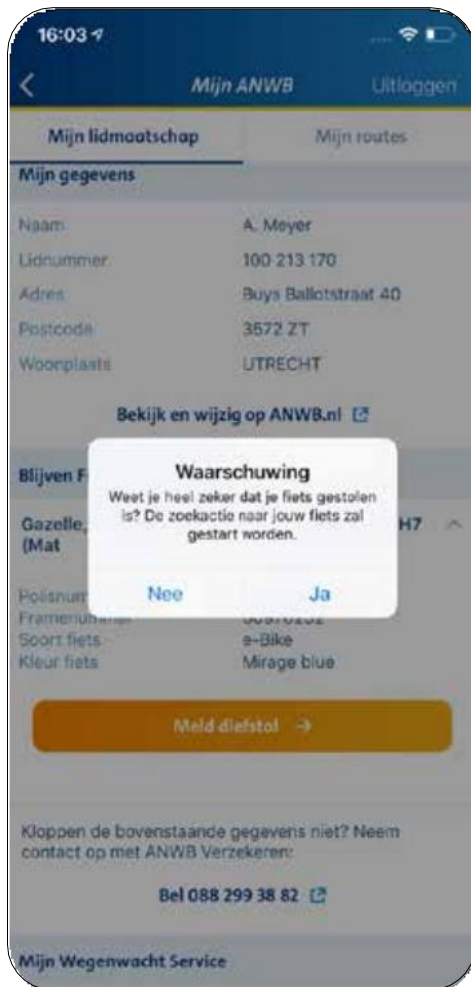 16:03
Mijn ANWB
Uitloggen
Mijn lidmaatschap
Mijn routes
Mijn gegevens
Naam A. Meyer
Lidnummer 100 213 170
Adres Buys Ballotstraat 40
Postcode 3572 ZT
Woonplaats UTRECHT
Bekijk en wijzig op ANWB.nl
Blijven F
Waarschuwing
Weet je heel zeker dat je fiets gestolen
is? De zoekactie naar jouw fiets zal
gestart worden.
Nee
Ja
Gazelle, H7
(Mat
Soort fiets e-Bike
Kleur fiets Mirage blue
Meld diefstal →
Kloppen de bovenstaande gegevens niet? Neem
contact op met ANWB Verzekeren:
Bel 088 299 38 82
Mijn Wegenwacht Service